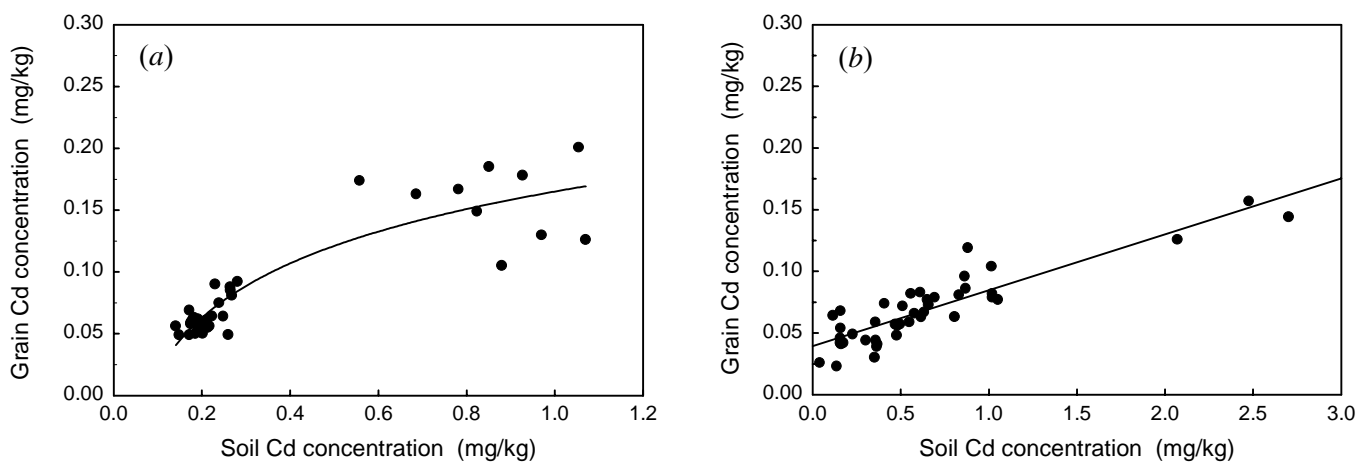 (a)
Grain Cd concentration (mg/kg)
0.30
0.25
0.20
0.15
0.10
0.05
0.00
0.0 0.2 0.4 0.6 0.8 1.0 1.2
Soil Cd concentration (mg/kg)
(b)
Grain Cd concentration (mg/kg)
0.30
0.25
0.20
0.15
0.10
0.05
0.00
0.0 0.5 1.0 1.5 2.0 2.5 3.0
Soil Cd concentration (mg/kg)